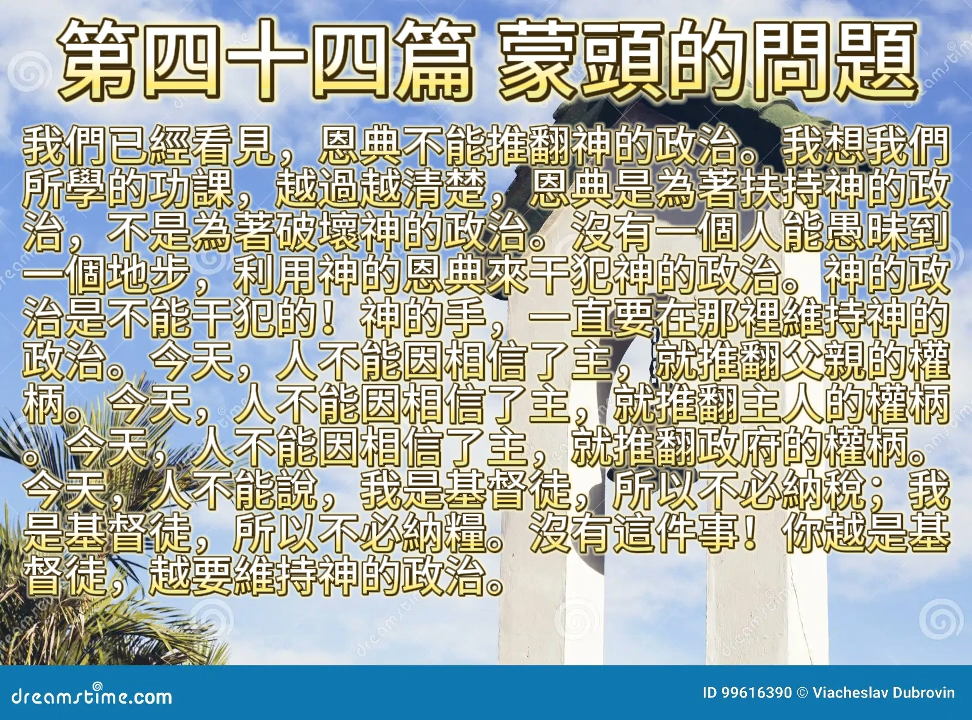 第四十四篇 蒙頭的問題
我們已經看見，恩典不能推翻神的政治。我想我們
所學的功課，越過越清楚，恩典是為著扶持神的政
治，不是為著破壞神的政治。沒有一個人能愚昧到
一個地步，利用神的恩典來干犯神的政治。神的政
治是不能干犯的！神的手，一直要在那裡維持神的
政治。今天，人不能因相信了主，就推翻父親的權
柄。今天，人不能因相信了主，就推翻主人的權柄
。今天，人不能因相信了主，就推翻政府的權柄。
今天，人不能說，我是基督徒，所以不必納稅；我
是基督徒，所以不必納糧。沒有這件事！你越是基
督徒，越要維持神的政治。
dreamstime.com
ID 99616390 © Viacheslav Dubrovin